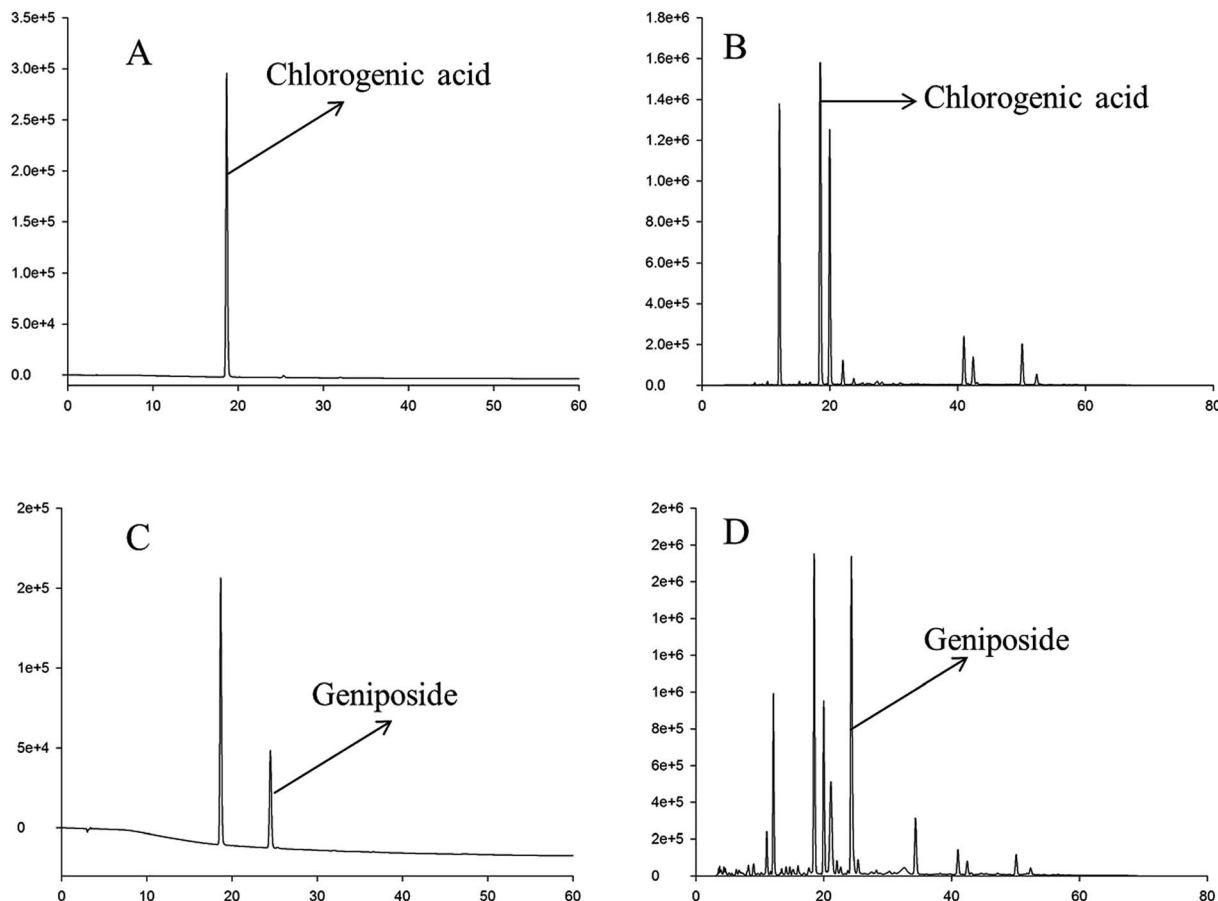 A
Chlorogenic acid
3.5e+5
3.0e+5
2.5e+5
2.0e+5
1.5e+5
1.0e+5
5.0e+4
0.0
0 10 20 30 40 50 60
B
Chlorogenic acid
1.8e+6
1.6e+6
1.4e+6
1.2e+6
1.0e+6
8.0e+5
6.0e+5
4.0e+5
2.0e+5
0.0
0 20 40 60 80
C
Geniposide
2e+5
2e+5
1e+5
5e+4
0
0 10 20 30 40 50 60
D
Geniposide
2e+6
2e+6
2e+6
1e+6
1e+6
1e+6
8e+5
6e+5
4e+5
2e+5
0
0 20 40 60 80